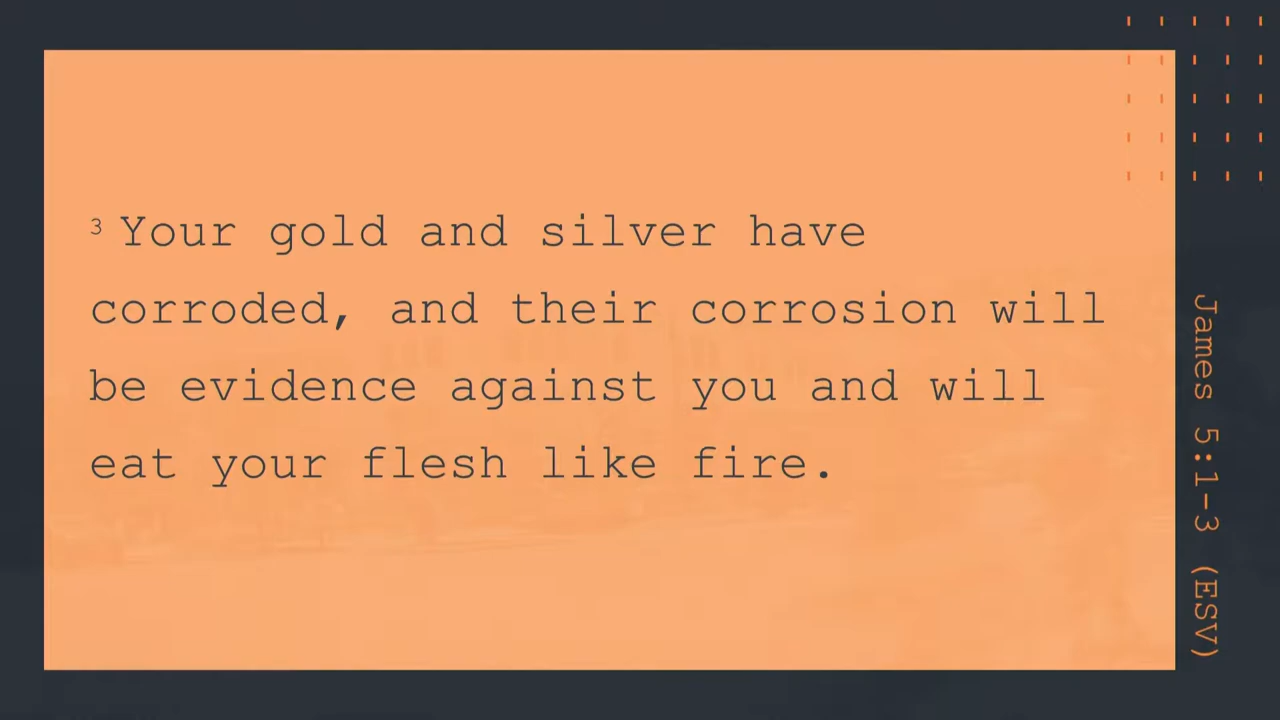 3 Your gold and silver have
corroded, and their corrosion will
be evidence against you and will
eat your flesh like fire.
James 5:1-3 (ESV)